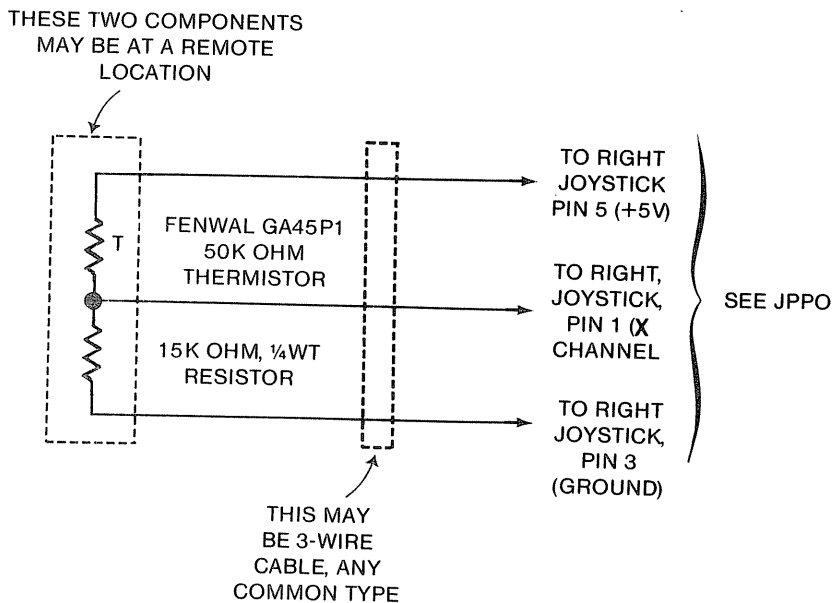 THESE TWO COMPONENTS
MAY BE AT A REMOTE
LOCATION
TO RIGHT
JOYSTICK
PIN 5 (+5V)
T
FENWAL GA45P1
50K OHM
THERMISTOR
TO RIGHT,
JOYSTICK,
PIN 1 (X
CHANNEL
SEE JPPO
15K OHM, ¼WT
RESISTOR
TO RIGHT
JOYSTICK,
PIN 3
(GROUND)
THIS MAY
BE 3-WIRE
CABLE, ANY
COMMON TYPE